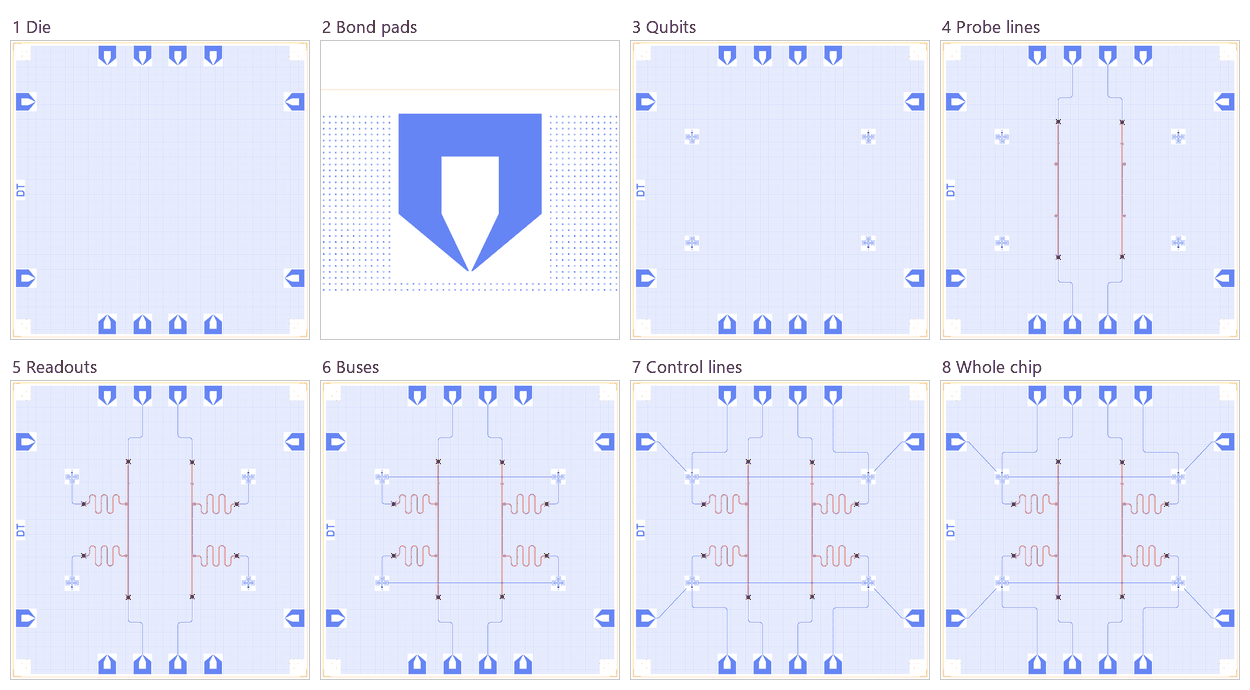 1 Die
2 Bond pads
3 Qubits
4 Probe lines
DT
DT
DT
5 Readouts
6 Buses
7 Control lines
8 Whole chip
DT
DT
DT
DT